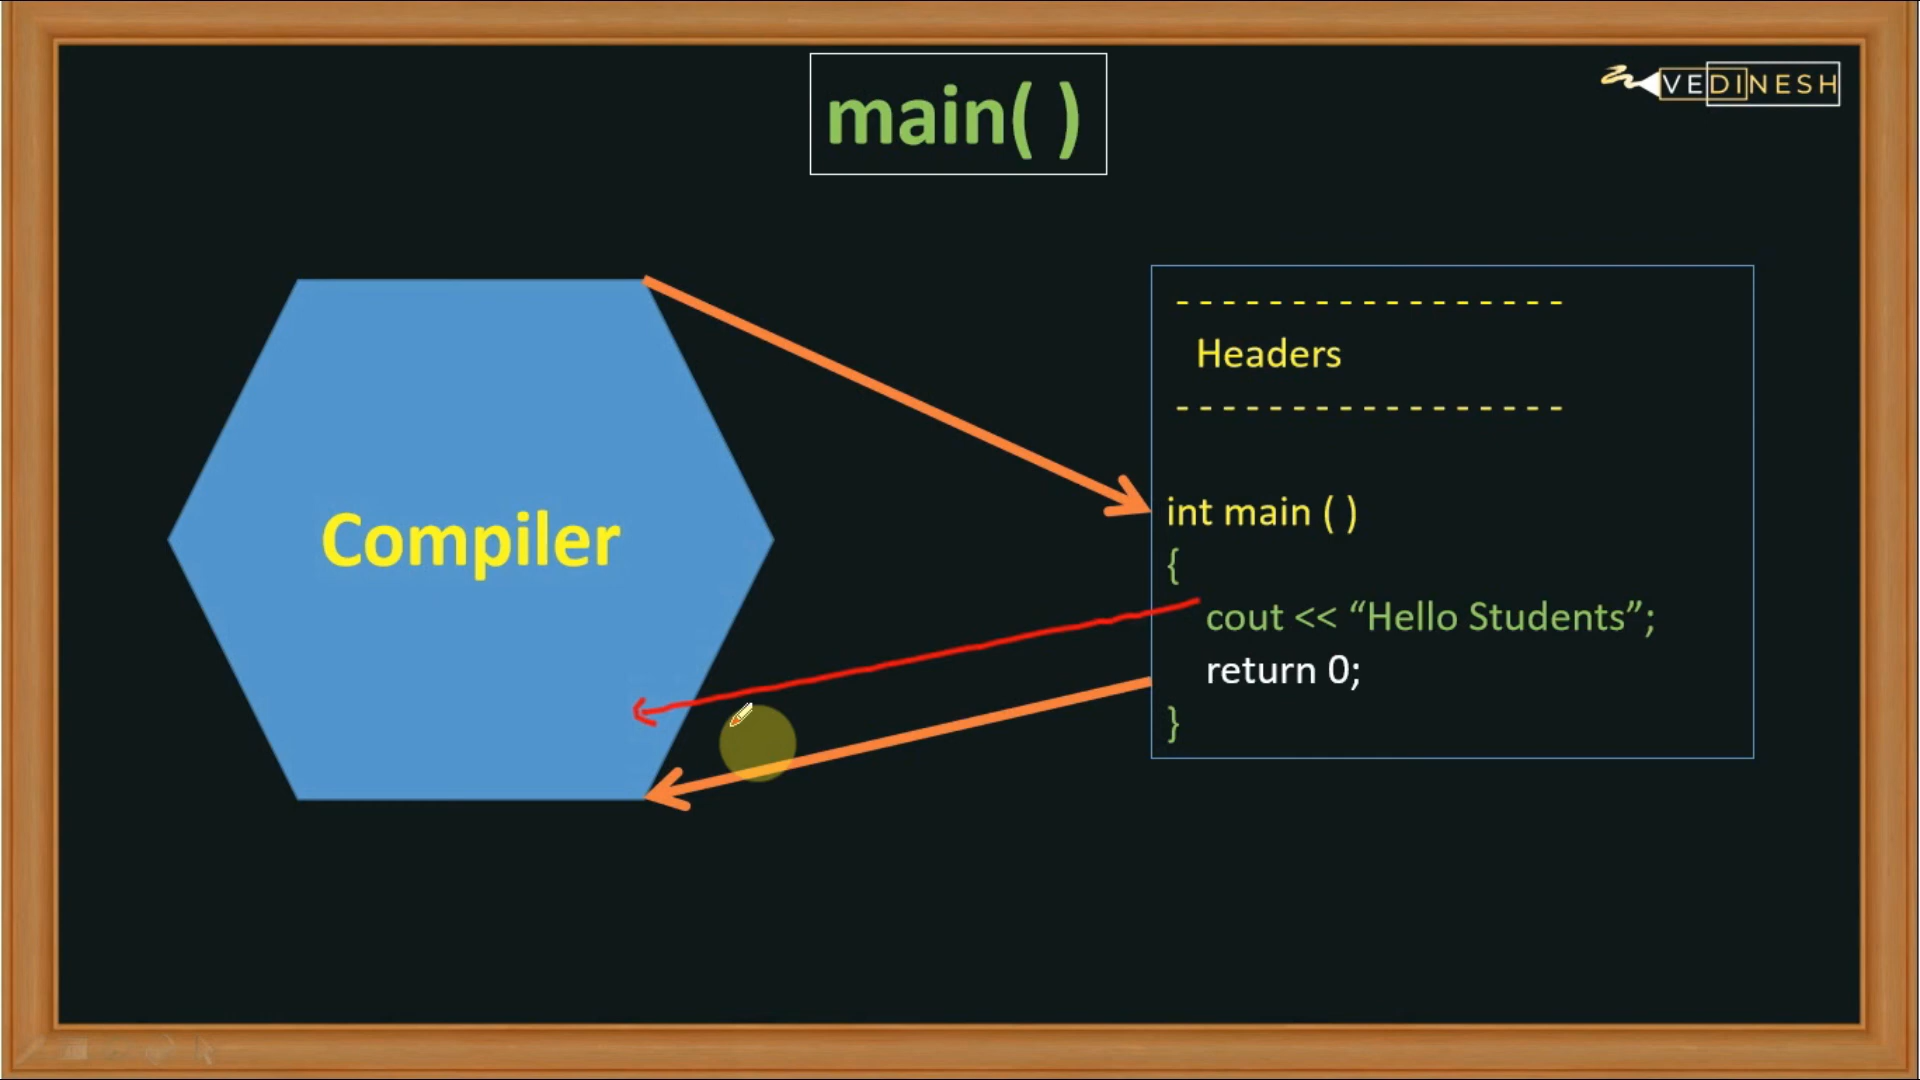 main( )
VEDINESH
Compiler
- - - - - - - - - - - - - - - - -
Headers
- - - - - - - - - - - - - - - - -
int main ( )
{
cout << “Hello Students”;
return 0;
}